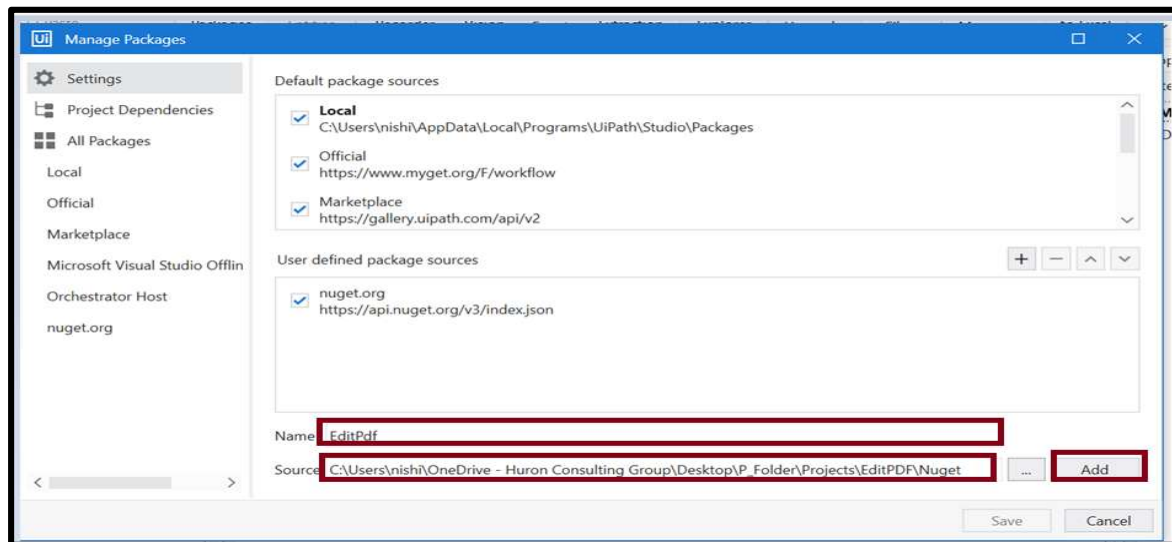 Ui Manage Packages
Settings
Project Dependencies
All Packages
Local
Official
Marketplace
Microsoft Visual Studio Offlin
Orchestrator Host
nuget.org
Default package sources
Local
C:\Users\nishi\AppData\Local\Programs\UiPath\Studio\Packages
Official
https://www.myget.org/F/workflow
Marketplace
https://gallery.uipath.com/api/v2
User defined package sources
nuget.org
https://api.nuget.org/v3/index.json
Name EditPdf
Source C:\Users\nishi\OneDrive - Huron Consulting Group\Desktop\P_Folder\Projects\EditPDF\Nuget ... Add
Save Cancel